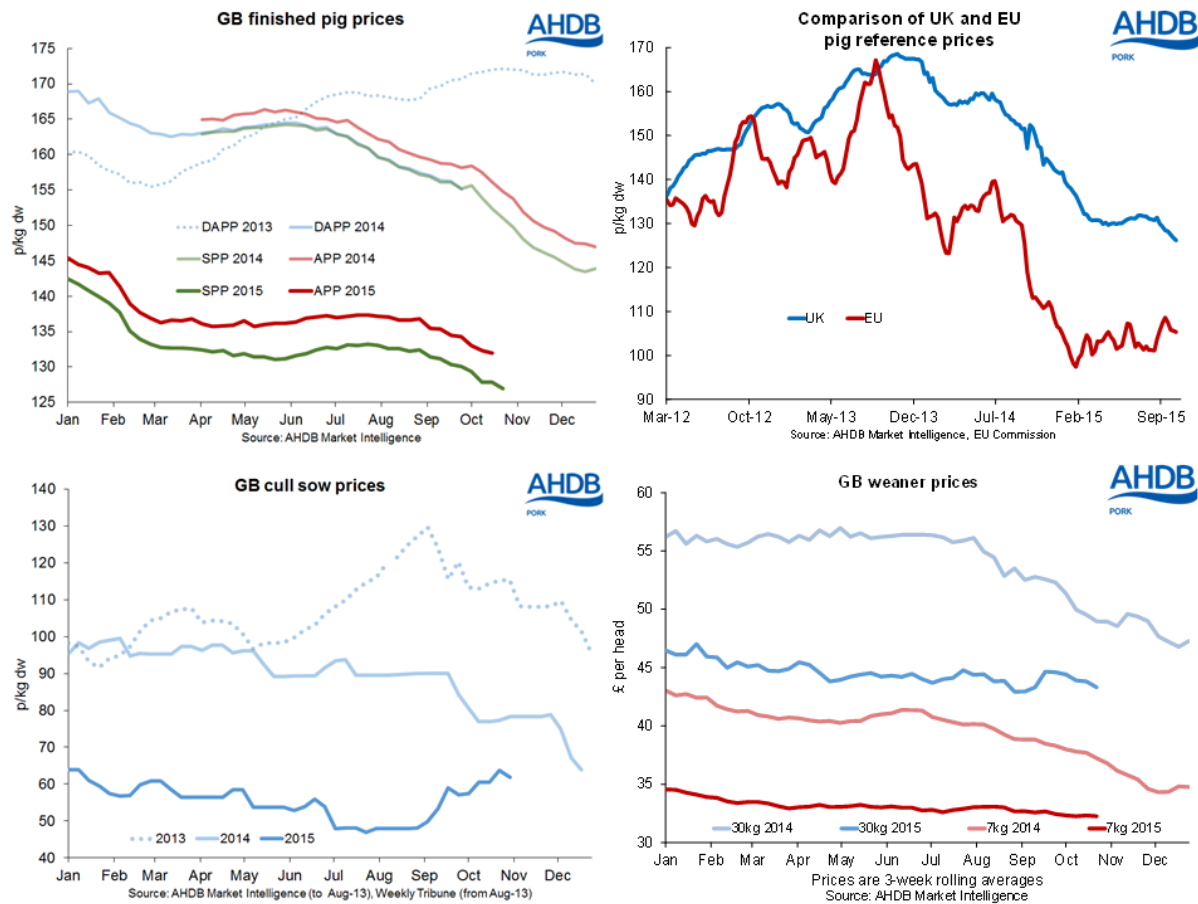 GB finished pig prices
AHDB
PORK
175
170
165
160
155
150
145
140
135
130
125
p/kg dw
DAPP 2013
DAPP 2014
SPP 2014
APP 2014
SPP 2015
APP 2015
Jan Feb Mar Apr May Jun Jul Aug Sep Oct Nov Dec
Source: AHDB Market Intelligence
Comparison of UK and EU
pig reference prices
AHDB
PORK
170
160
150
140
130
120
110
100
90
p/kg dw
UK
EU
Mar-12 Oct-12 May-13 Dec-13 Jul-14 Feb-15 Sep-15
Source: AHDB Market Intelligence, EU Commission
GB cull sow prices
AHDB
PORK
140
130
120
110
100
90
80
70
60
50
40
p/kg dw
2013
2014
2015
Jan Feb Mar Apr May Jun Jul Aug Sep Oct Nov Dec
Source: AHDB Market Intelligence (to Aug-13), Weekly Tribune (from Aug-13)
GB weaner prices
AHDB
PORK
60
55
50
45
40
35
30
£ per head
30kg 2014
30kg 2015
7kg 2014
7kg 2015
Jan Feb Mar Apr May Jun Jul Aug Sep Oct Nov Dec
Prices are 3-week rolling averages
Source: AHDB Market Intelligence